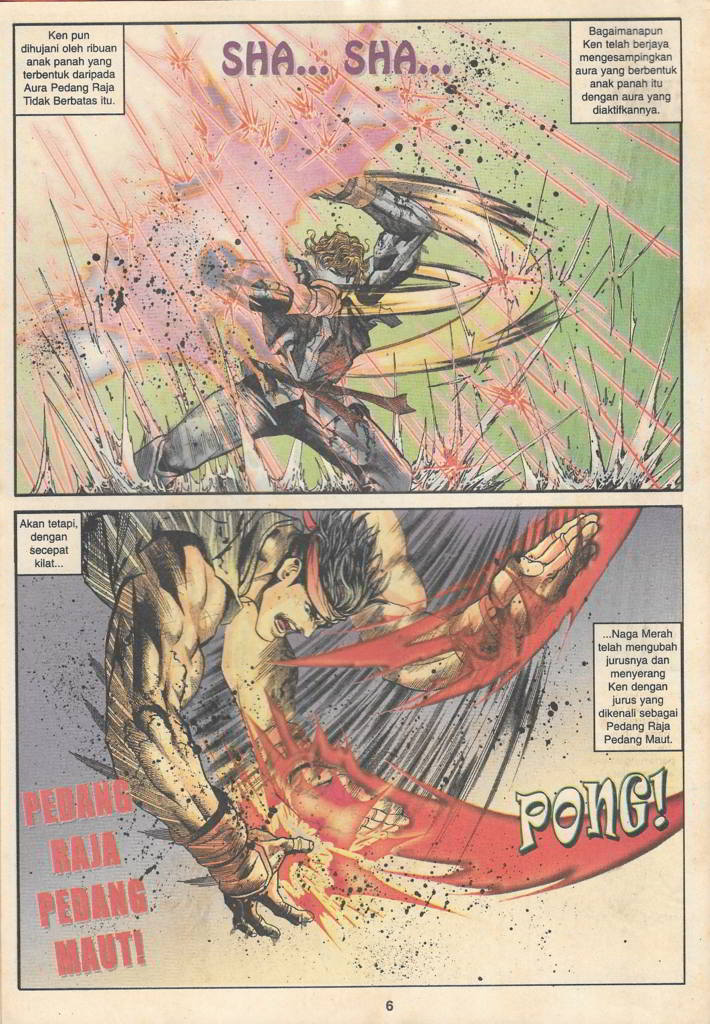 Ken pun
dihujani oleh ribuan
anak panah yang
terbentuk daripada
Aura Pedang Raja
Tidak Berbatas itu.
SHA... SHA...
Bagaimanapun
Ken telah berjaya
mengesampingkan
aura yang berbentuk
anak panah itu
dengan aura yang
diaktifkannya.
Akan tetapi,
dengan
secepat
kilat...
...Naga Merah
telah mengubah
jurusnya dan
menyerang
Ken dengan
jurus yang
dikenali sebagai
Pedang Raja
Pedang Maut.
PEDANG
RAJA
PEDANG
MAUT!
PONG!
6